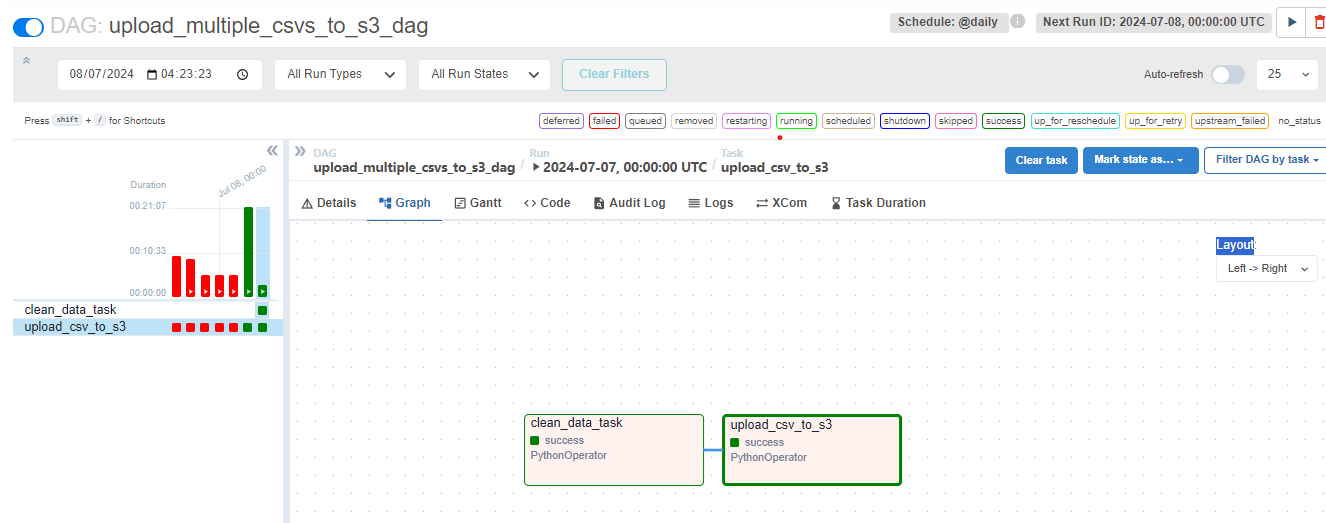 DAG: upload_multiple_csvs_to_s3_dag
Schedule: @daily
Next Run ID: 2024-07-08, 00:00:00 UTC
08/07/2024 04:23:23
All Run Types
All Run States
Clear Filters
Auto-refresh
25
Press shift + / for Shortcuts
deferred failed queued removed restarting running scheduled shutdown skipped success up_for_reschedule up_for_retry upstream_failed no_status
Duration
Jul 08, 00:00
00:21:07
00:10:33
00:00:00
clean_data_task
upload_csv_to_s3
DAG
upload_multiple_csvs_to_s3_dag
/
Run
2024-07-07, 00:00:00 UTC
/
Task
upload_csv_to_s3
Clear task
Mark state as...
Filter DAG by task
Details
Graph
Gantt
Code
Audit Log
Logs
XCom
Task Duration
Layout:
Left -> Right
clean_data_task
success
PythonOperator
upload_csv_to_s3
success
PythonOperator